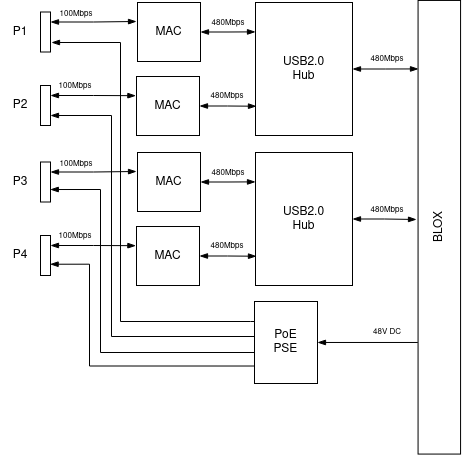 P1
100Mbps
MAC
480Mbps
USB2.0
Hub
480Mbps
P2
100Mbps
MAC
480Mbps
P3
100Mbps
MAC
480Mbps
USB2.0
Hub
480Mbps
BLOX
P4
100Mbps
MAC
480Mbps
PoE
PSE
48V DC